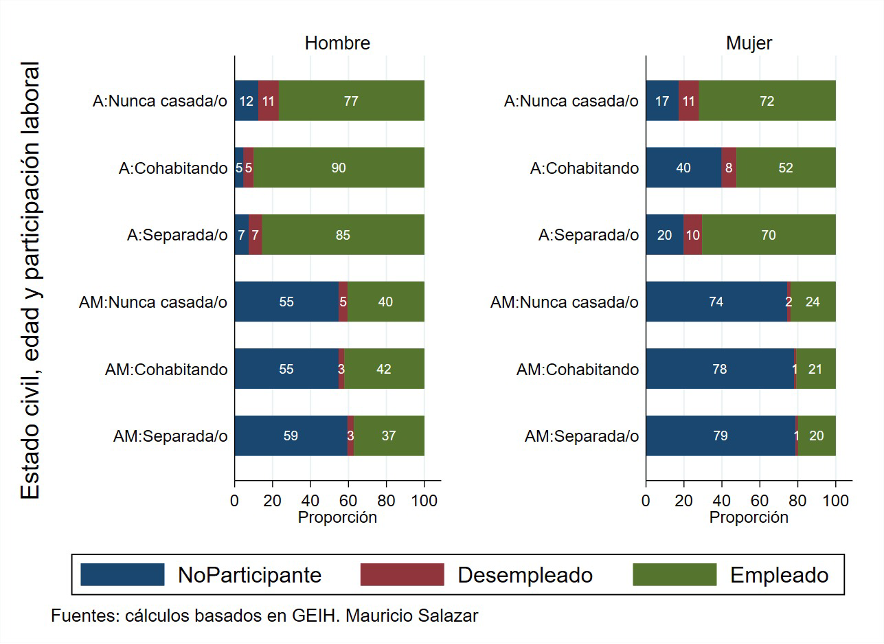 Hombre
Mujer
Estado civil, edad y participación laboral
A:Nunca casada/o 12 11 77
A:Cohabitando 5 5 90
A:Separada/o 7 7 85
AM:Nunca casada/o 55 5 40
AM:Cohabitando 55 3 42
AM:Separada/o 59 3 37
0 20 40 60 80 100
Proporción
A:Nunca casada/o 17 11 72
A:Cohabitando 40 8 52
A:Separada/o 20 10 70
AM:Nunca casada/o 74 2 24
AM:Cohabitando 78 1 21
AM:Separada/o 79 1 20
0 20 40 60 80 100
Proporción
NoParticipante Desempleado Empleado
Fuentes: cálculos basados en GEIH. Mauricio Salazar